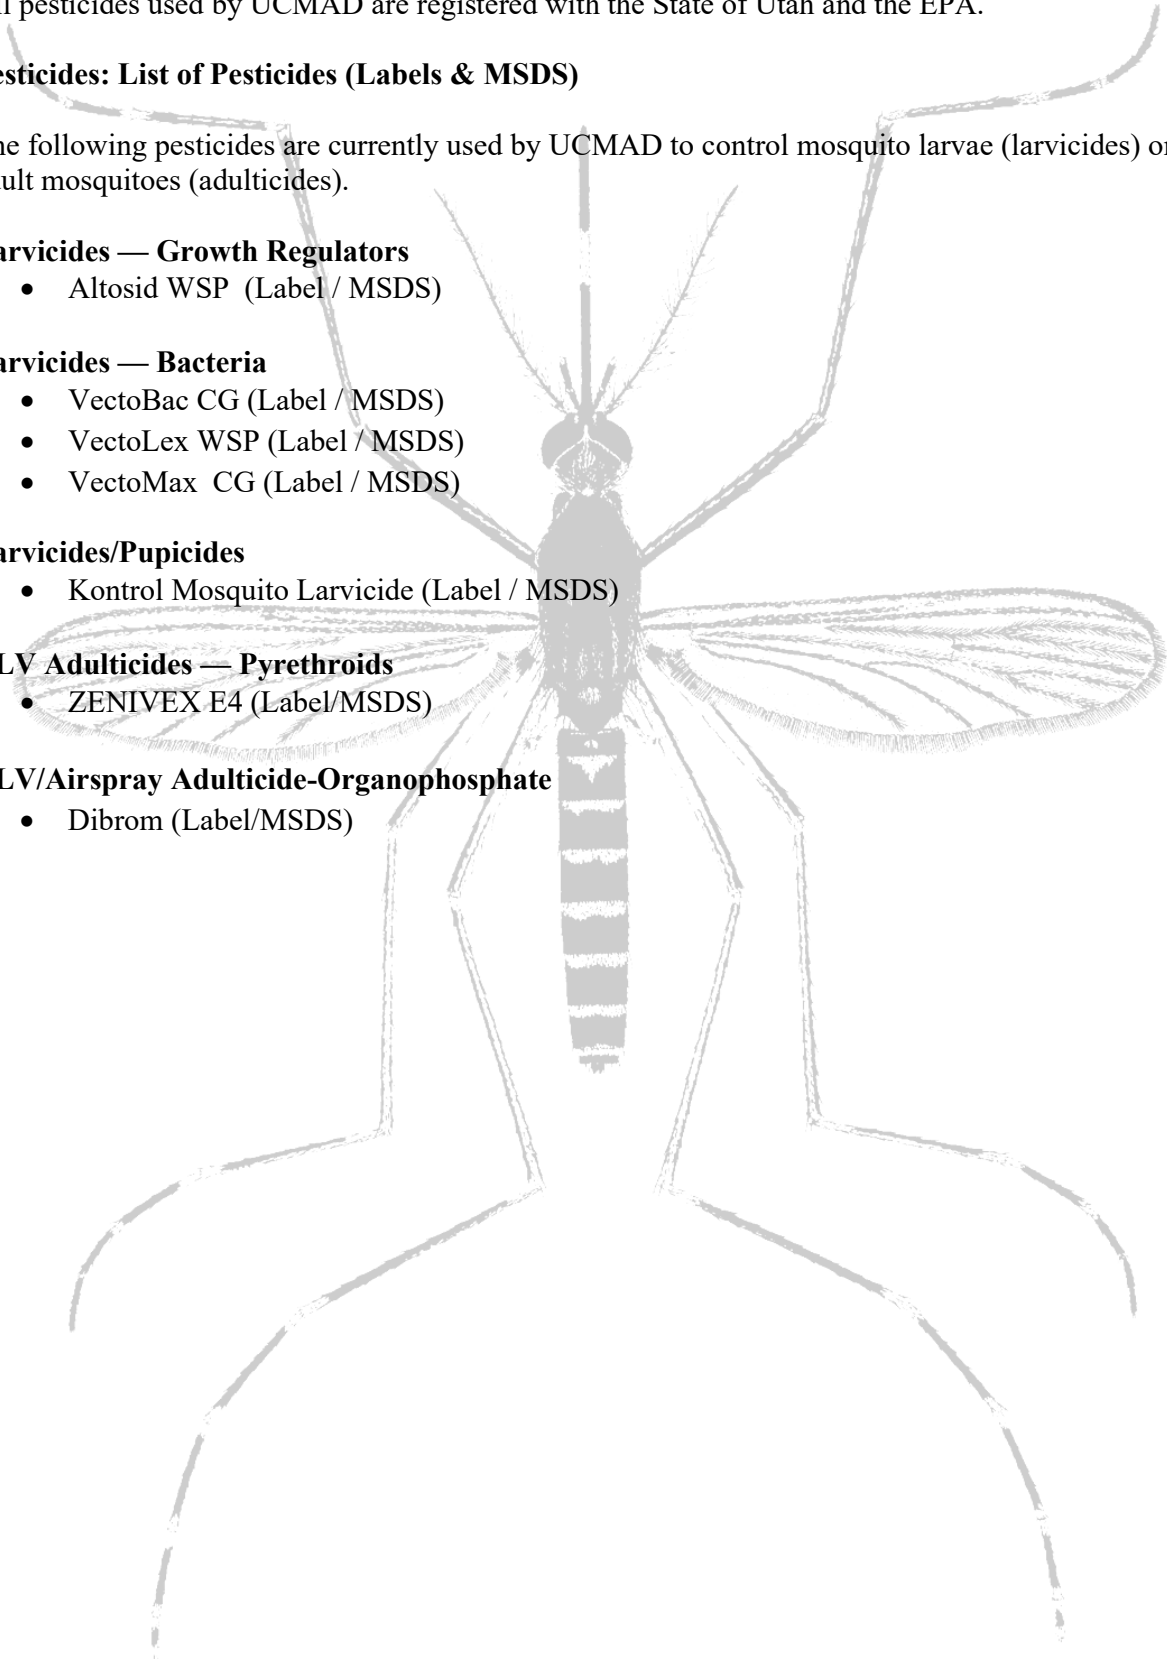 ll pesticides used by UCMAD are registered with the State of Utah and the EPA.
esticides: List of Pesticides (Labels & MSDS)
he following pesticides are currently used by UCMAD to control mosquito larvae (larvicides) or
ult mosquitoes (adulticides).
arvicides — Growth Regulators
• Altosid WSP  (Label / MSDS)
arvicides — Bacteria
• VectoBac CG (Label / MSDS)
• VectoLex WSP (Label / MSDS)
• VectoMax  CG (Label / MSDS)
arvicides/Pupicides
• Kontrol Mosquito Larvicide (Label / MSDS)
LV Adulticides — Pyrethroids
• ZENIVEX E4 (Label/MSDS)
LV/Airspray Adulticide-Organophosphate
• Dibrom (Label/MSDS)